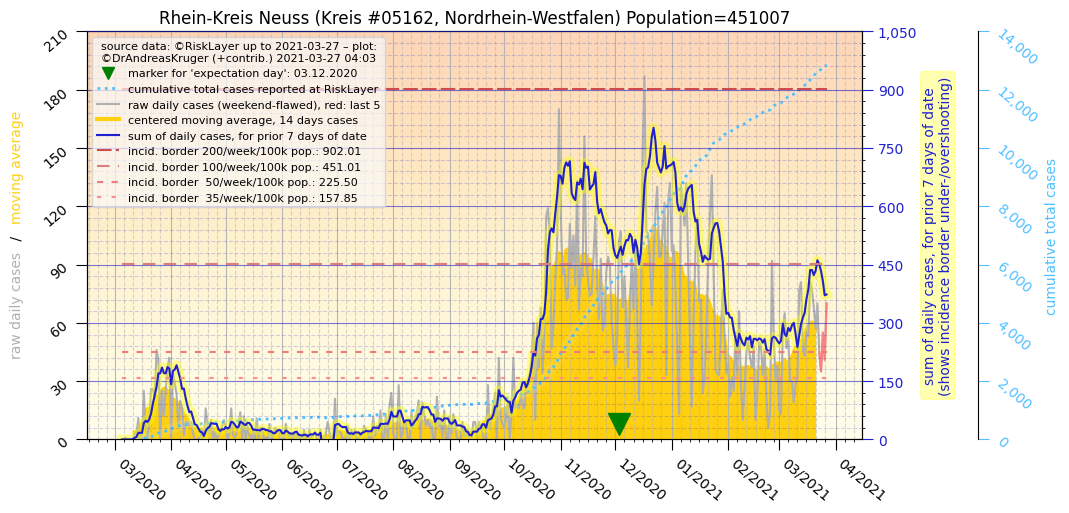 Rhein-Kreis Neuss (Kreis #05162, Nordrhein-Westfalen) Population=451007
source data: ©RiskLayer up to 2021-03-27 – plot:
©DrAndreasKruger (+contrib.) 2021-03-27 04:03
marker for 'expectation day': 03.12.2020
cumulative total cases reported at RiskLayer
raw daily cases (weekend-flawed), red: last 5
centered moving average, 14 days cases
sum of daily cases, for prior 7 days of date
incid. border 200/week/100k pop.: 902.01
incid. border 100/week/100k pop.: 451.01
incid. border  50/week/100k pop.: 225.50
incid. border  35/week/100k pop.: 157.85
raw daily cases  /  moving average
210
180
150
120
90
60
30
0
03/2020
04/2020
05/2020
06/2020
07/2020
08/2020
09/2020
10/2020
11/2020
12/2020
01/2021
02/2021
03/2021
04/2021
1,050
900
750
600
450
300
150
0
sum of daily cases, for prior 7 days of date
(shows incidence border under-/overshooting)
14,000
12,000
10,000
8,000
6,000
4,000
2,000
0
cumulative total cases